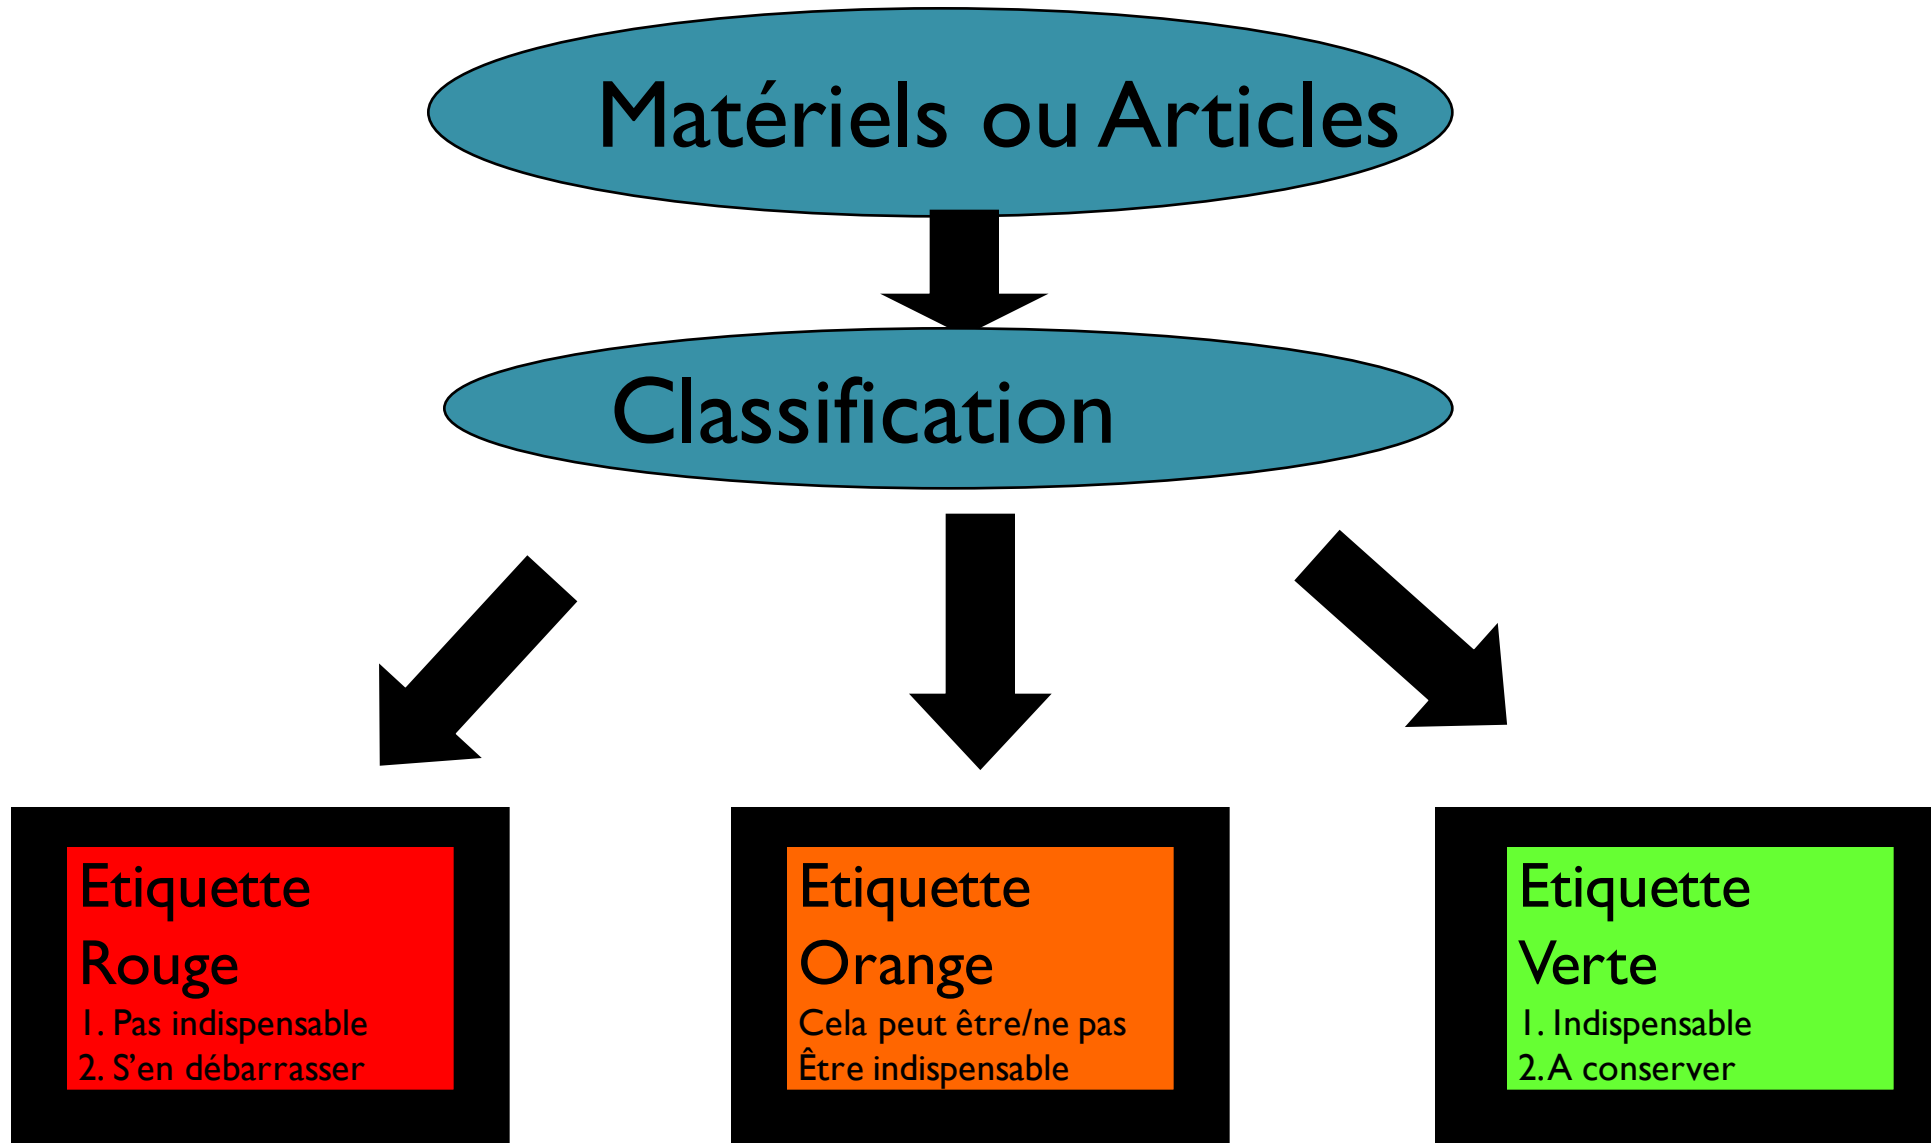 Matériels ou Articles
Classification
Etiquette
Rouge
1. Pas indispensable
2. S’en débarrasser
Etiquette
Orange
Cela peut être/ne pas
Être indispensable
Etiquette
Verte
1. Indispensable
2. A conserver